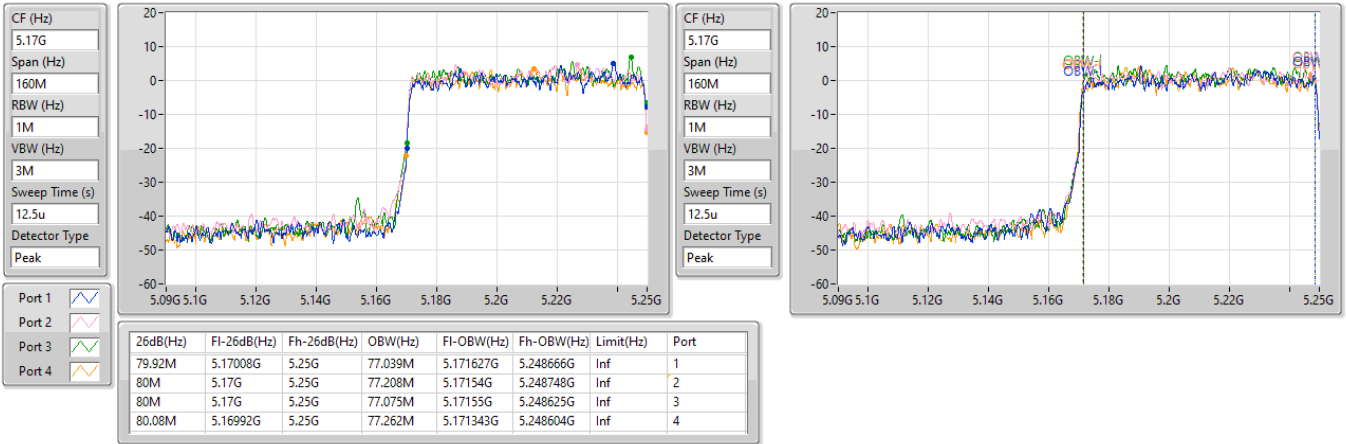 CF (Hz)
5.17G
Span (Hz)
160M
RBW (Hz)
1M
VBW (Hz)
3M
Sweep Time (s)
12.5u
Detector Type
Peak
Port 1
Port 2
Port 3
Port 4
20
10
0
-10
-20
-30
-40
-50
-60
5.09G 5.1G 5.12G 5.14G 5.16G 5.18G 5.2G 5.22G 5.25G
CF (Hz)
5.17G
Span (Hz)
160M
RBW (Hz)
1M
VBW (Hz)
3M
Sweep Time (s)
12.5u
Detector Type
Peak
20
10
0
-10
-20
-30
-40
-50
-60
OBW-l
OBW
5.09G 5.1G 5.12G 5.14G 5.16G 5.18G 5.2G 5.22G 5.25G
26dB(Hz) Fl-26dB(Hz) Fh-26dB(Hz) OBW(Hz) Fl-OBW(Hz) Fh-OBW(Hz) Limit(Hz) Port
79.92M 5.17008G 5.25G 77.039M 5.171627G 5.248666G Inf 1
80M 5.17G 5.25G 77.208M 5.17154G 5.248748G Inf 2
80M 5.17G 5.25G 77.075M 5.17155G 5.248625G Inf 3
80.08M 5.16992G 5.25G 77.262M 5.171343G 5.248604G Inf 4